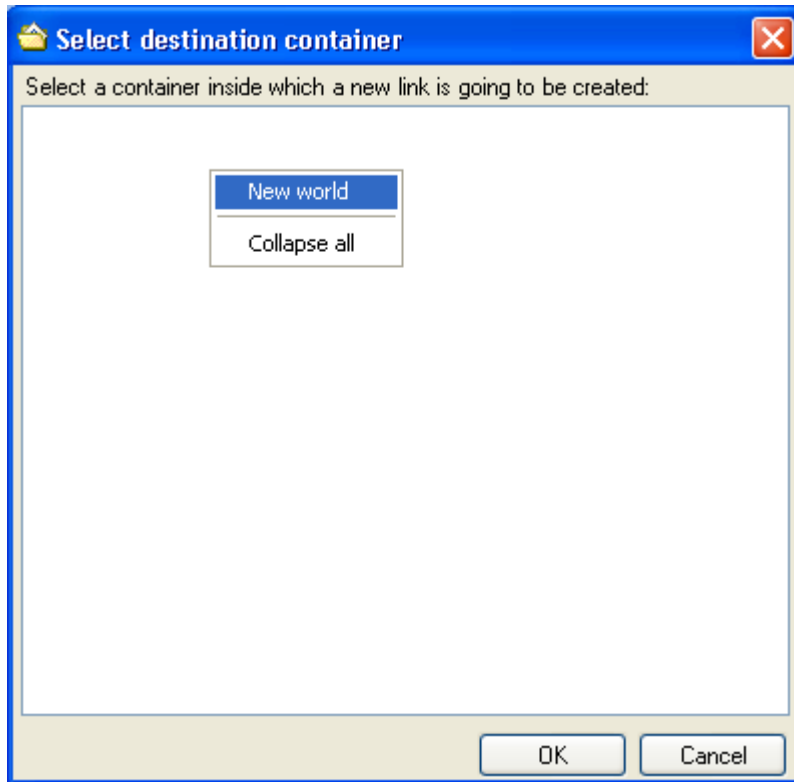 Select destination container
Select a container inside which a new link is going to be created:
New world
Collapse all
OK
Cancel